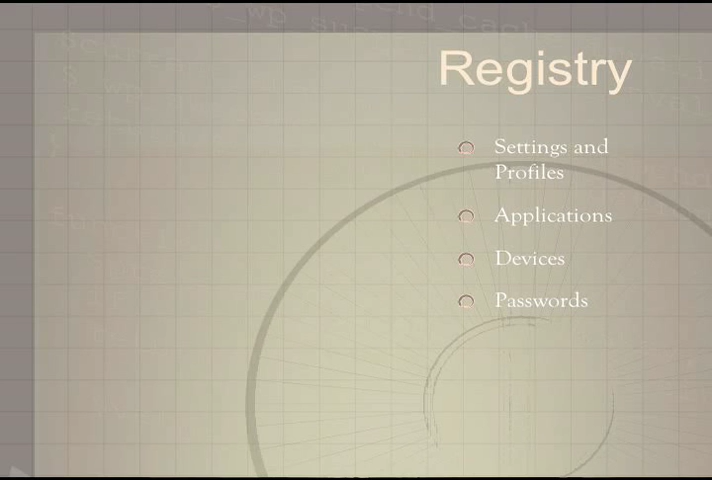 Registry
Settings and
Profiles
Applications
Devices
Passwords